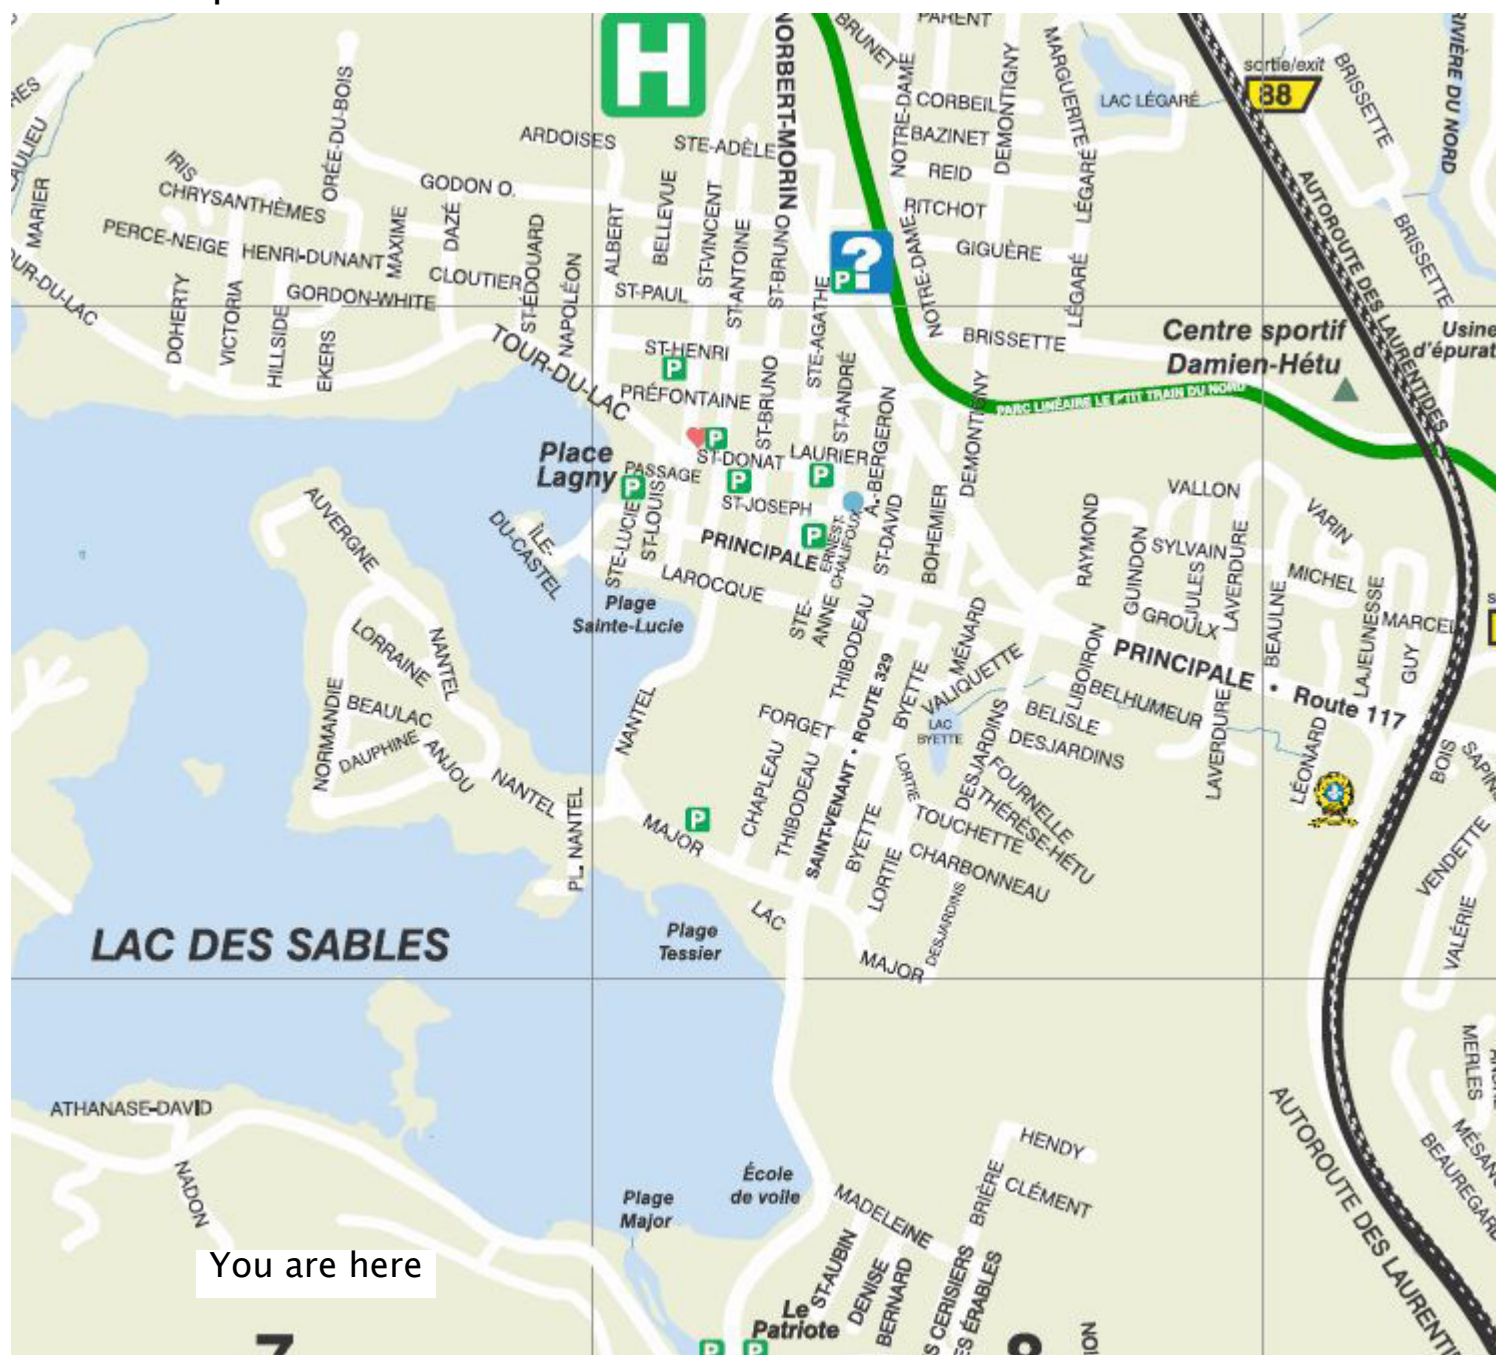 BRUNET
PARENT
NORBERT-MORIN
H
NOTRE-DAME
CORBEIL
DEMONTIGNY
MARGUERITE
LAC LÉGARÉ
sortie/exit
88
BRISSETTE
RIVIÈRE DU NORD
ARDOISES
STE-ADÈLE
BAZINET
REID
RITCHOT
LÉGARÉ
AUTOROUTE DES LAURENTIDES
ORÉE-DU-BOIS
IRIS
CHRYSANTHÈMES
GODON O.
MARIER
PERCE-NEIGE
HENRI-DUNANT
MAXIME
DAZÉ
ST-ÉDOUARD
ALBERT
BELLEVUE
ST-VINCENT
ST-ANTOINE
ST-BRUNO
?
P
NOTRE-DAME
GIGUÈRE
LÉGARÉ
BRISSETTE
CLOUTIER
GORDON-WHITE
NAPOLÉON
ST-PAUL
STE-AGATHE
DOHERTY
VICTORIA
HILLSIDE
EKERS
TOUR-DU-LAC
ST-HENRI
P
PRÉFONTAINE
ST-BRUNO
ST-ANDRÉ
BRISSETTE
Centre sportif
Damien-Hétu
PARC LINÉAIRE LE P'TIT TRAIN DU NORD
A.-BERGERON
DEMONTIGNY
Place
Lagny
P
ST-DONAT
LAURIER
PASSAGE
P
P
P
ST-JOSEPH
P
STE-LUCIE
ST-LOUIS
PRINCIPALE
ERNEST-
CHALIFOUX
ST-DAVID
BOHEMIER
RAYMOND
VALLON
VARIN
GUINDON
SYLVAIN
JULES
LAVERDURE
MICHEL
GROULX
BEAULNE
LAJEUNESSE
MARCEL
GUY
AUVERGNE
ÎLE-
DU-CASTEL
LAROCQUE
Plage
Sainte-Lucie
STE-
ANNE
THIBODEAU
MÉNARD
VALIQUETTE
LIBOIRON
PRINCIPALE • Route 117
LORRAINE
NANTEL
NORMANDIE
BEAULAC
DAUPHINE
ANJOU
NANTEL
NANTEL
FORGET
SAINT-VENANT • ROUTE 329
BYETTE
LAC
BYETTE
BELHUMEUR
BELISLE
DESJARDINS
DESJARDINS
LAVERDURE
LÉONARD
BOIS
CHAPLEAU
THIBODEAU
LORTIE
FOURNELLE
THÉRÈSE-HÉTU
TOUCHETTE
CHARBONNEAU
PL. NANTEL
MAJOR
P
BYETTE
LORTIE
DESJARDINS
VENDETTE
VALÉRIE
LAC DES SABLES
LAC
Plage
Tessier
MAJOR
MERLES
ATHANASE-DAVID
NADON
École
de voile
Plage
Major
HENDY
CLÉMENT
BRIÈRE
MADELEINE
AUTOROUTE DES LAURENTI
BEAUREGARD
You are here
ST-AUBIN
DENISE
BERNARD
CERISIERS
ÉRABLES
Le
Patriote
P
P